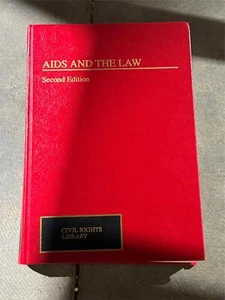 AIDS AND THE LAW
Second Edition
CIVIL RIGHTS
LIBRARY